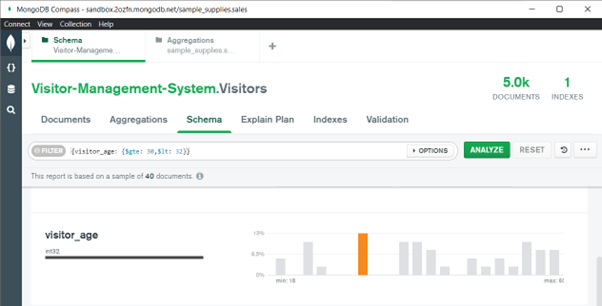 MongoDB Compass - sandbox.2ozfn.mongodb.net/sample_supplies.sales
Connect View Collection Help
Schema
Visitor-Manageme...
Aggregations
sample_supplies.sales
Visitor-Management-System.Visitors
5.0k
DOCUMENTS
1
INDEXES
Documents Aggregations Schema Explain Plan Indexes Validation
FILTER {visitor_age: {$gte: 30,$lt: 32}} OPTIONS ANALYZE RESET
This report is based on a sample of 40 documents.
visitor_age
int32
13%
6.5%
0%
min: 18